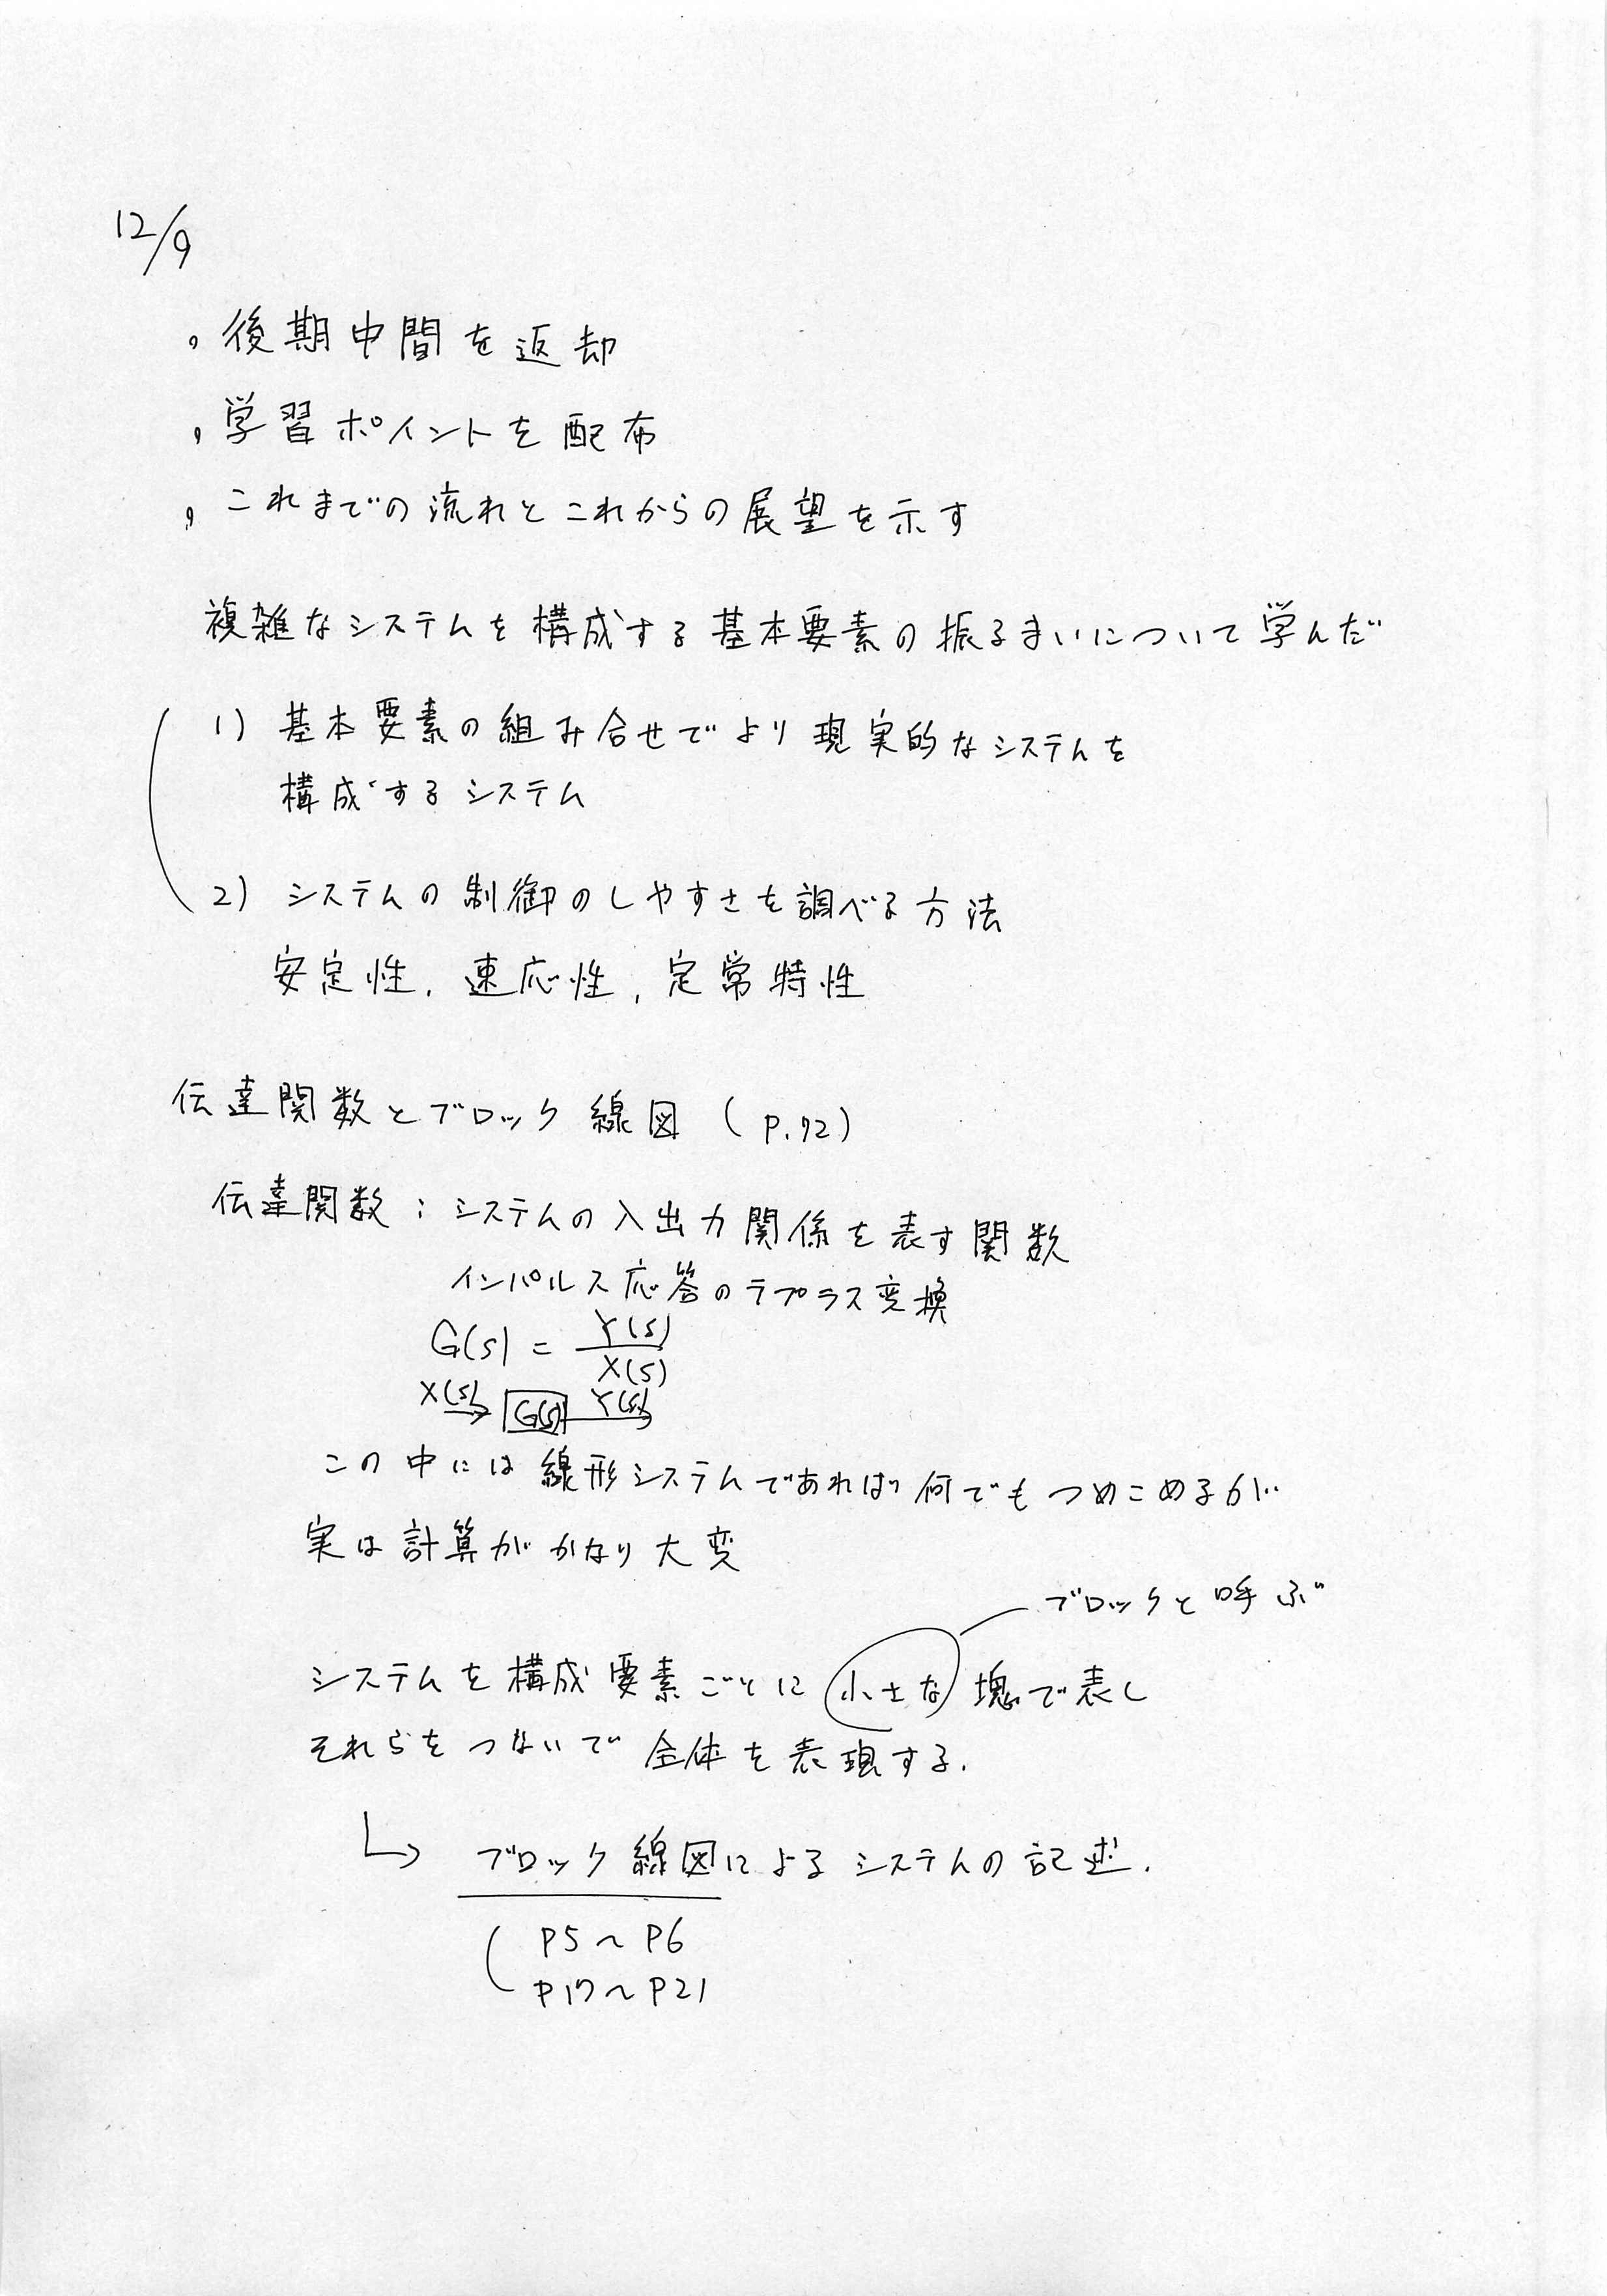 12/9
・後期中間を返却
・学習ポイントを配布
・これまでの流れとこれからの展望を示す
複雑なシステムを構成する基本要素の振るまいについて学んだ
1) 基本要素の組み合せでより現実的なシステムを
構成するシステム
2) システムの制御のしやすさを調べる方法
安定性, 速応性, 定常特性
伝達関数とブロック線図 (P.72)
伝達関数:システムの入出力関係を表す関数
インパルス応答のラプラス変換
G(s) = Y(s)/X(s)
X(s) → G(s) → Y(s)
この中には線形システムであれば何でもつめこめるが
実は計算がかなり大変
ブロックと呼ぶ
システムを構成要素ごとに小さな塊で表し
それらをつないで全体を表現する.
↳ ブロック線図によるシステムの記述.
P5〜P6
P17〜P21